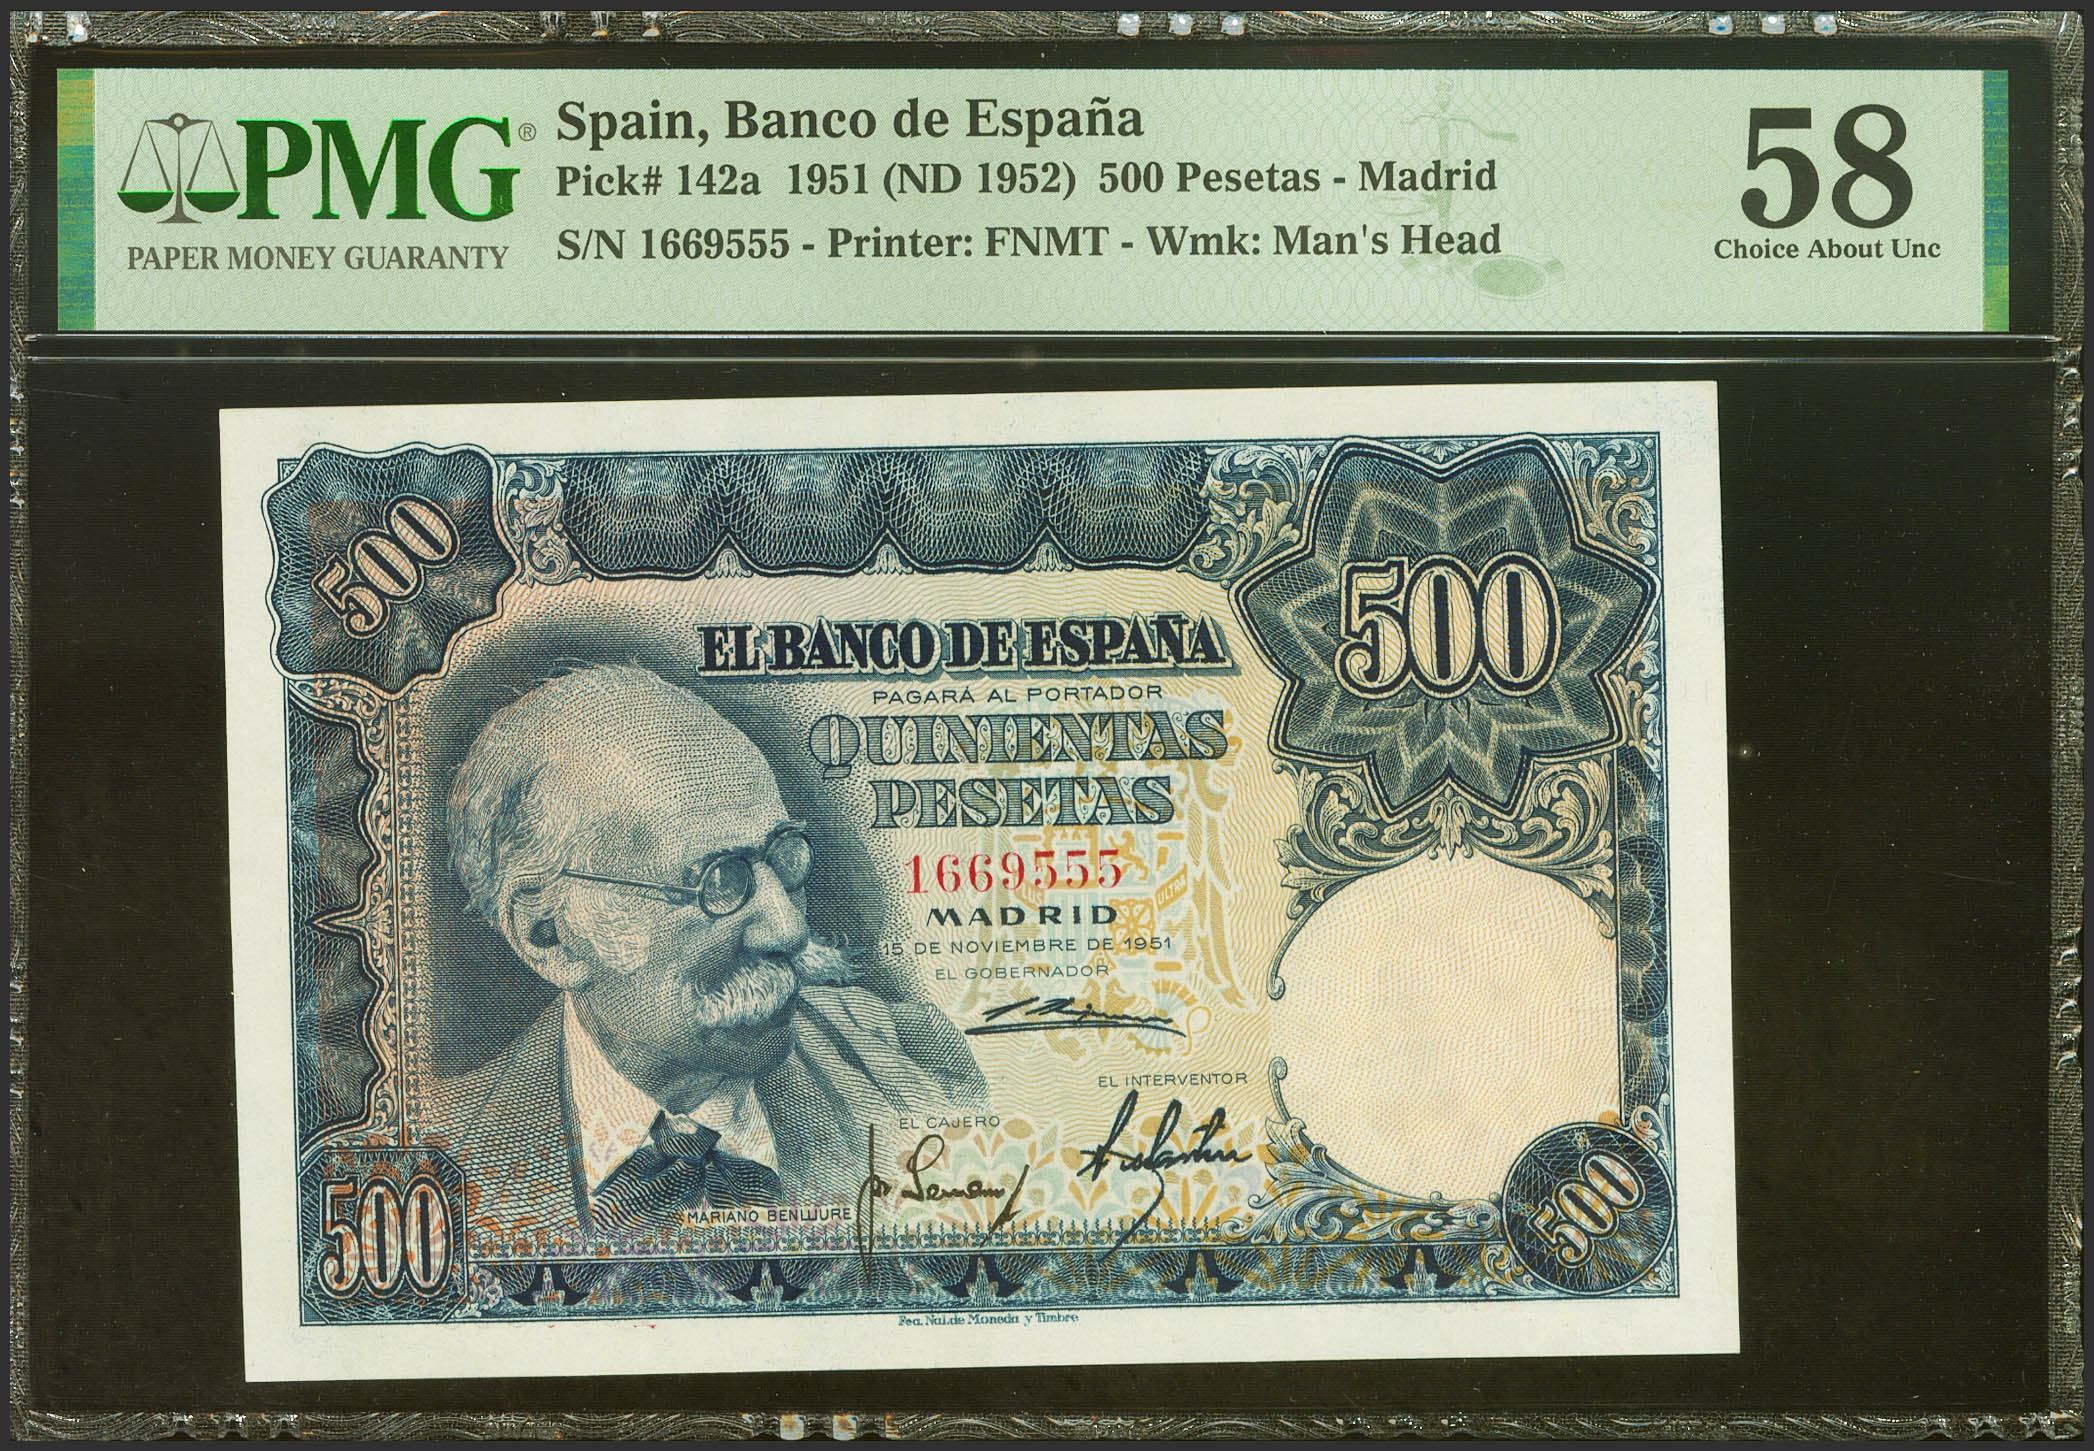 PMG®
PAPER MONEY GUARANTY
Spain, Banco de España
Pick# 142a 1951 (ND 1952) 500 Pesetas - Madrid
S/N 1669555 - Printer: FNMT - Wmk: Man's Head
58
Choice About Unc
500
500
EL BANCO DE ESPAÑA
PAGARÁ AL PORTADOR
QUINIENTAS
PESETAS
1669555
MADRID
ULTRA
15 DE NOVIEMBRE DE 1951
EL GOBERNADOR
EL INTERVENTOR
EL CAJERO
MARIANO BENLLIURE
500
500
Fca. Nal. de Moneda y Timbre